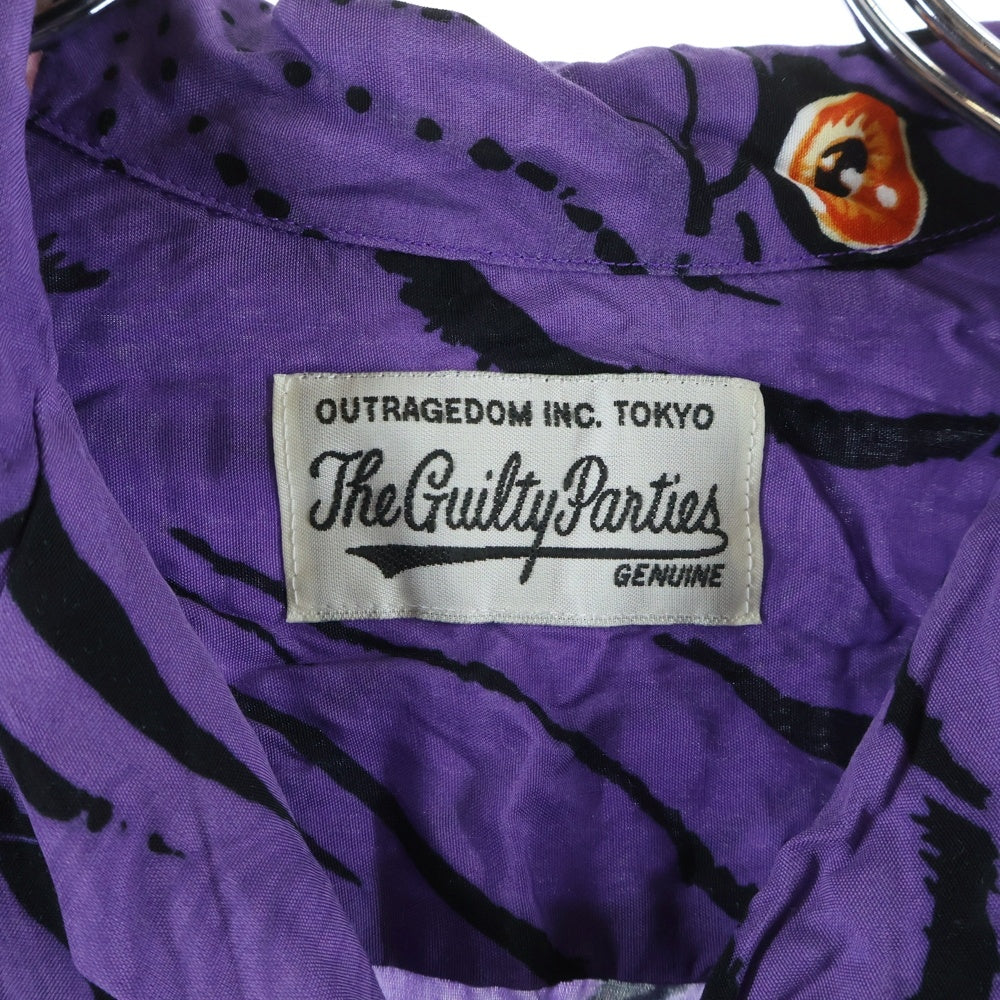 OUTRAGEDOM INC. TOKYO
The Guilty Parties
GENUINE